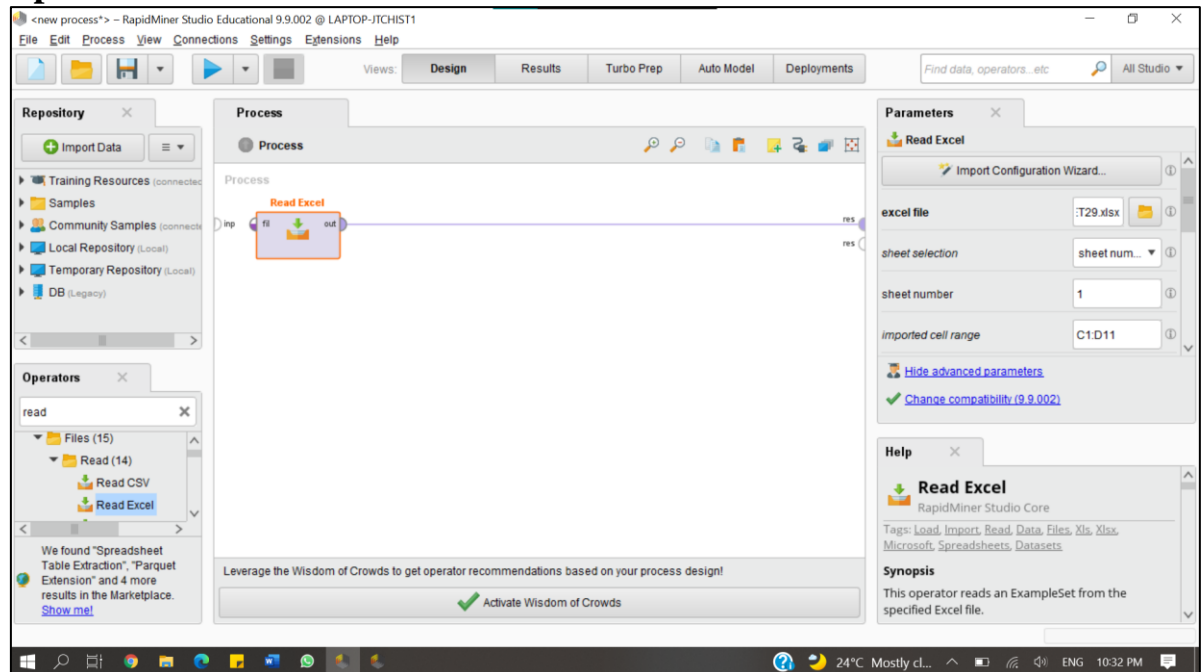 <new process*> – RapidMiner Studio Educational 9.9.002 @ LAPTOP-JTCHIST1
File Edit Process View Connections Settings Extensions Help
Views: Design Results Turbo Prep Auto Model Deployments
Find data, operators...etc
All Studio
Repository
Import Data
Training Resources (connected
Samples
Community Samples (connecte
Local Repository (Local)
Temporary Repository (Local)
DB (Legacy)
Operators
read
Files (15)
Read (14)
Read CSV
Read Excel
We found "Spreadsheet
Table Extraction", "Parquet
Extension" and 4 more
results in the Marketplace.
Show me!
Process
Process
Process
Read Excel
inp fil out
res
res
Leverage the Wisdom of Crowds to get operator recommendations based on your process design!
Activate Wisdom of Crowds
Parameters
Read Excel
Import Configuration Wizard...
excel file :T29.xlsx
sheet selection sheet num...
sheet number 1
imported cell range C1:D11
Hide advanced parameters
Change compatibility (9.9.002)
Help
Read Excel
RapidMiner Studio Core
Tags: Load, Import, Read, Data, Files, Xls, Xlsx,
Microsoft, Spreadsheets, Datasets
Synopsis
This operator reads an ExampleSet from the
specified Excel file.
24°C Mostly cl... ENG 10:32 PM